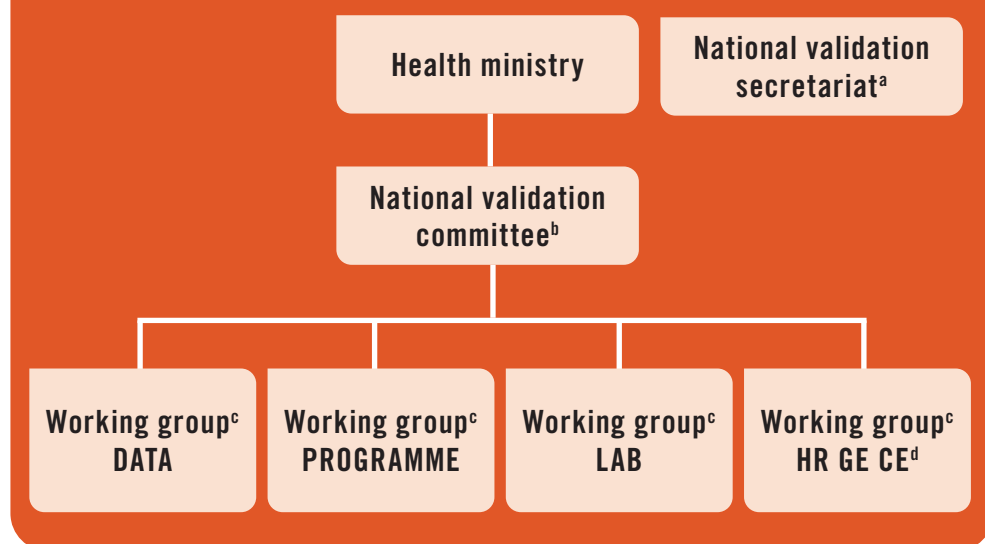 Health ministry
National validation
secretariatᵃ
National validation
committeeᵇ
Working groupᶜ
DATA
Working groupᶜ
PROGRAMME
Working groupᶜ
LAB
Working groupᶜ
HR GE CEᵈ